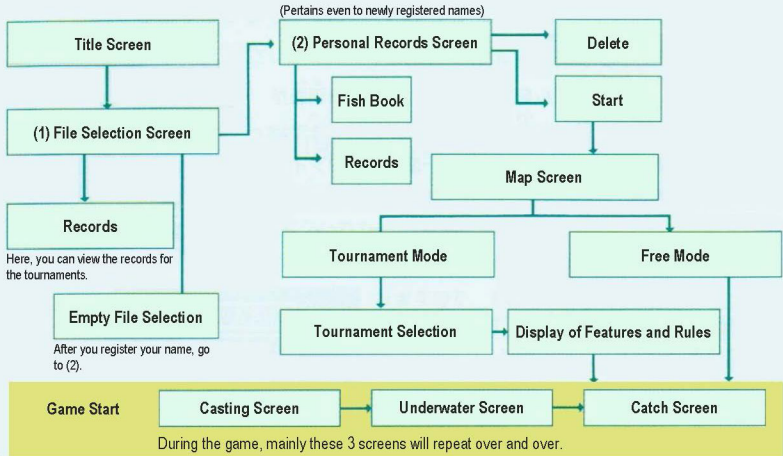 (Pertains even to newly registered names)
Title Screen
(2) Personal Records Screen
Delete
Fish Book
Start
(1) File Selection Screen
Records
Map Screen
Records
Here, you can view the records for
the tournaments.
Tournament Mode
Free Mode
Empty File Selection
After you register your name, go
to (2).
Tournament Selection
Display of Features and Rules
Game Start
Casting Screen
Underwater Screen
Catch Screen
During the game, mainly these 3 screens will repeat over and over.